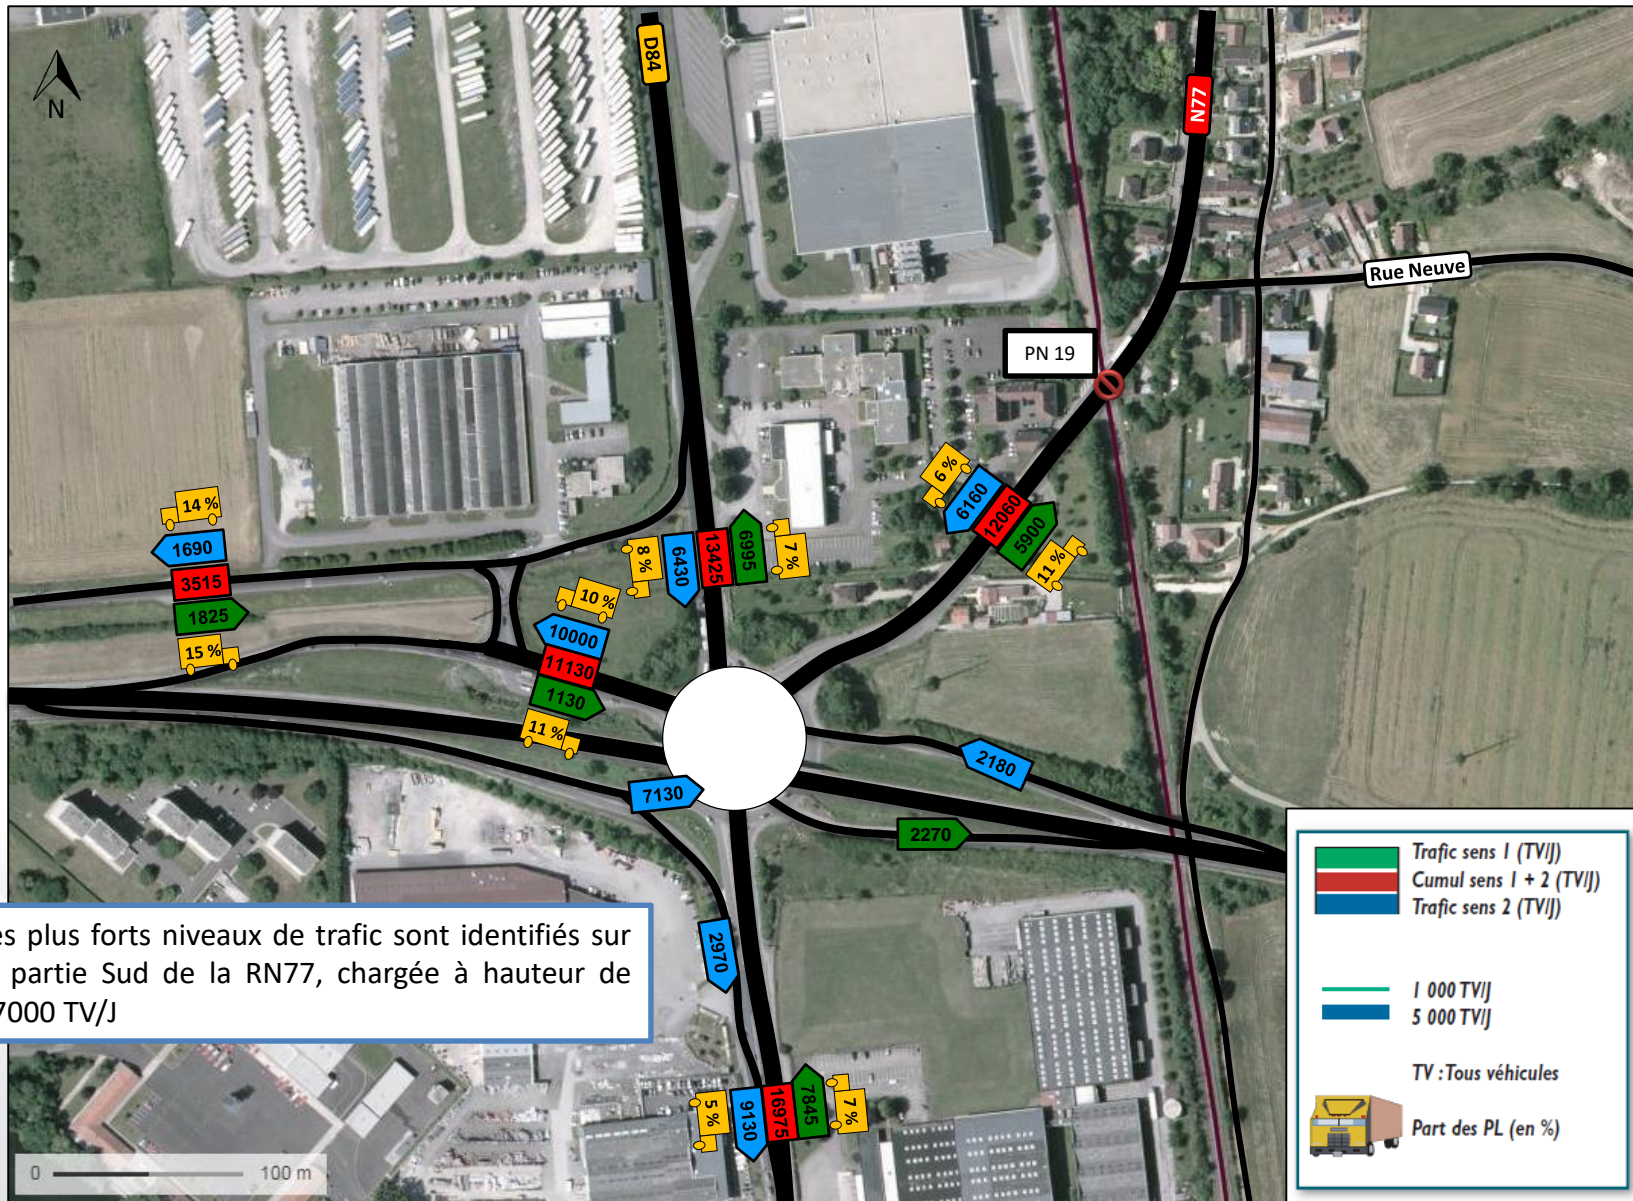 D84
N77
N
Rue Neuve
PN 19
14 %
1690
3515
1825
15 %
8 %
6430
13425
6995
7 %
6 %
6160
12060
5900
11 %
10 %
10000
11130
1130
11 %
2180
7130
2270
2970
es plus forts niveaux de trafic sont identifiés sur
partie Sud de la RN77, chargée à hauteur de
7000 TV/J
5 %
9130
16975
7845
7 %
0 100 m
Trafic sens 1 (TV/J)
Cumul sens 1 + 2 (TV/J)
Trafic sens 2 (TV/J)
1 000 TV/J
5 000 TV/J
TV : Tous véhicules
Part des PL (en %)